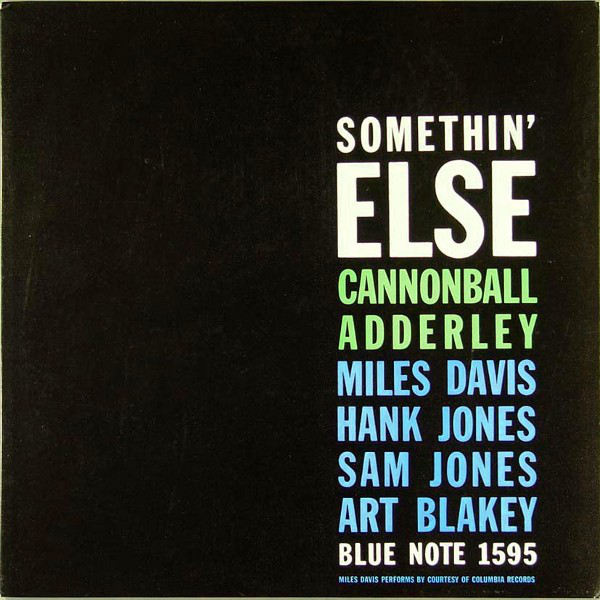 SOMETHIN'
ELSE
CANNONBALL
ADDERLEY
MILES DAVIS
HANK JONES
SAM JONES
ART BLAKEY
BLUE NOTE 1595
MILES DAVIS PERFORMS BY COURTESY OF COLUMBIA RECORDS